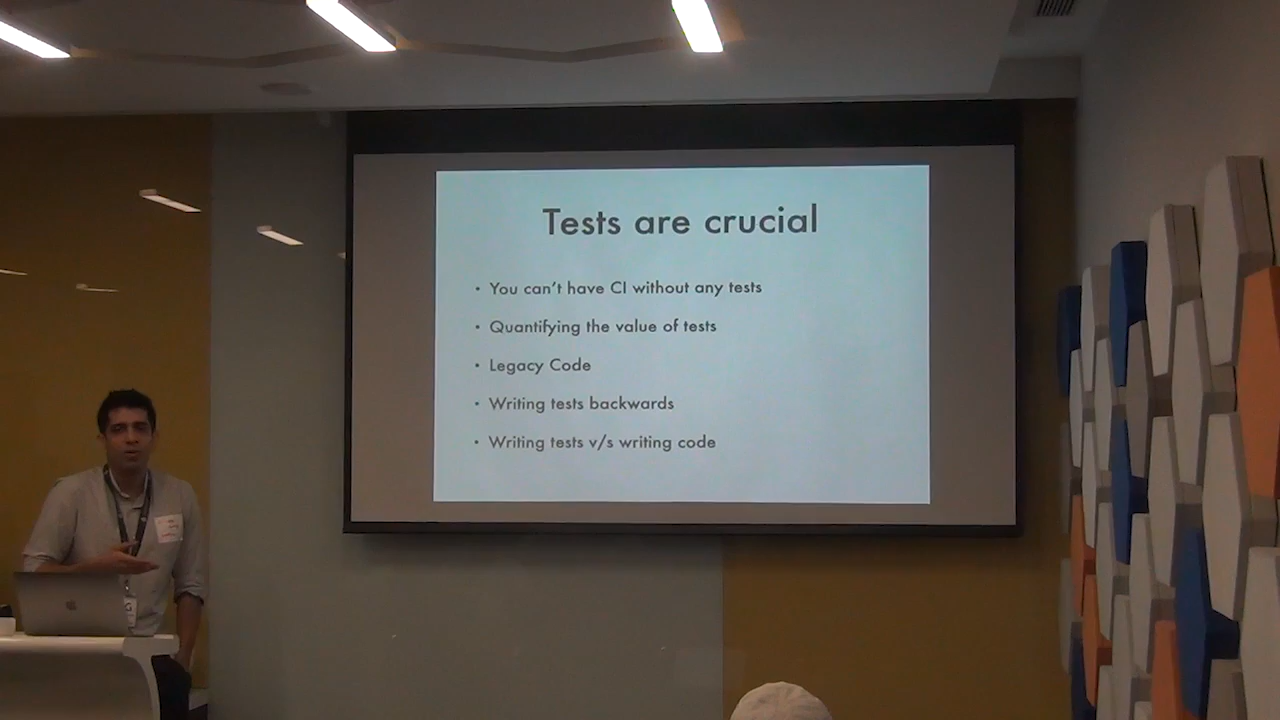 Tests are crucial
• You can't have CI without any tests
• Quantifying the value of tests
• Legacy Code
• Writing tests backwards
• Writing tests v/s writing code